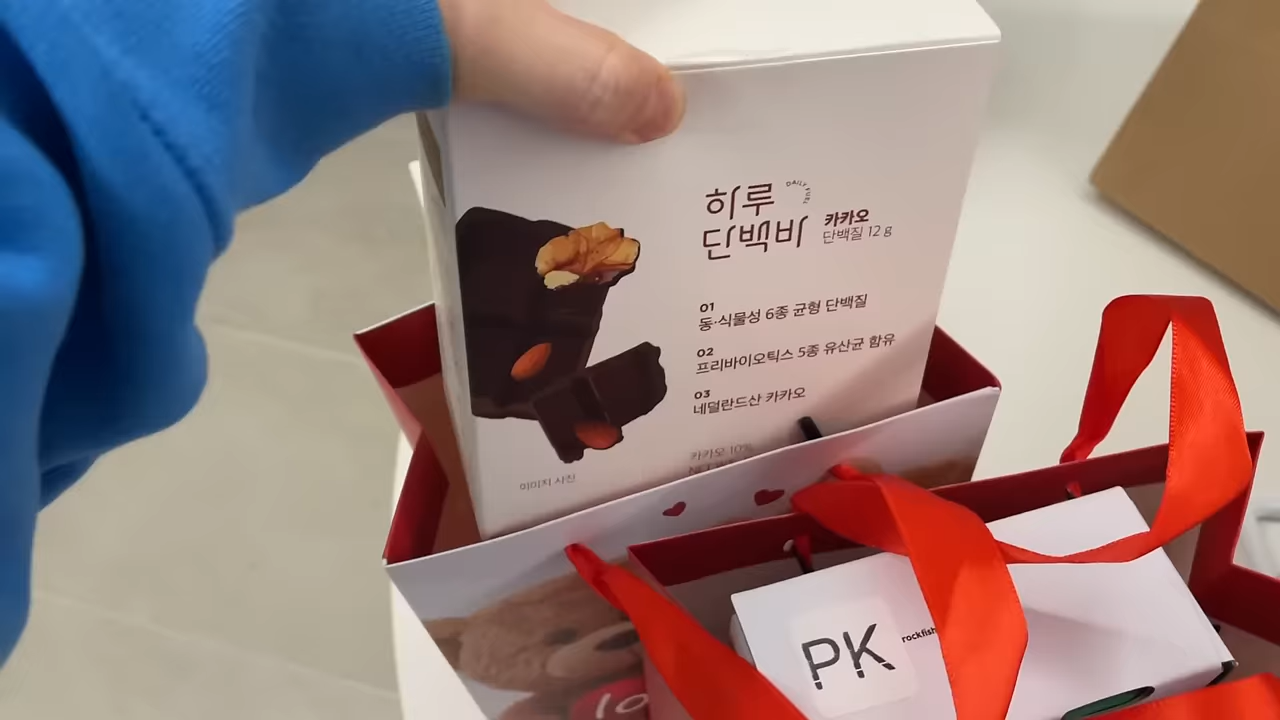 하루
단백바
DAILY
카카오
단백질 12 g
01
동·식물성 6종 균형 단백질
02
프리바이오틱스 5종 유산균 함유
03
네덜란드산 카카오
카카오 10%
이미지 사진
PK
rockfish